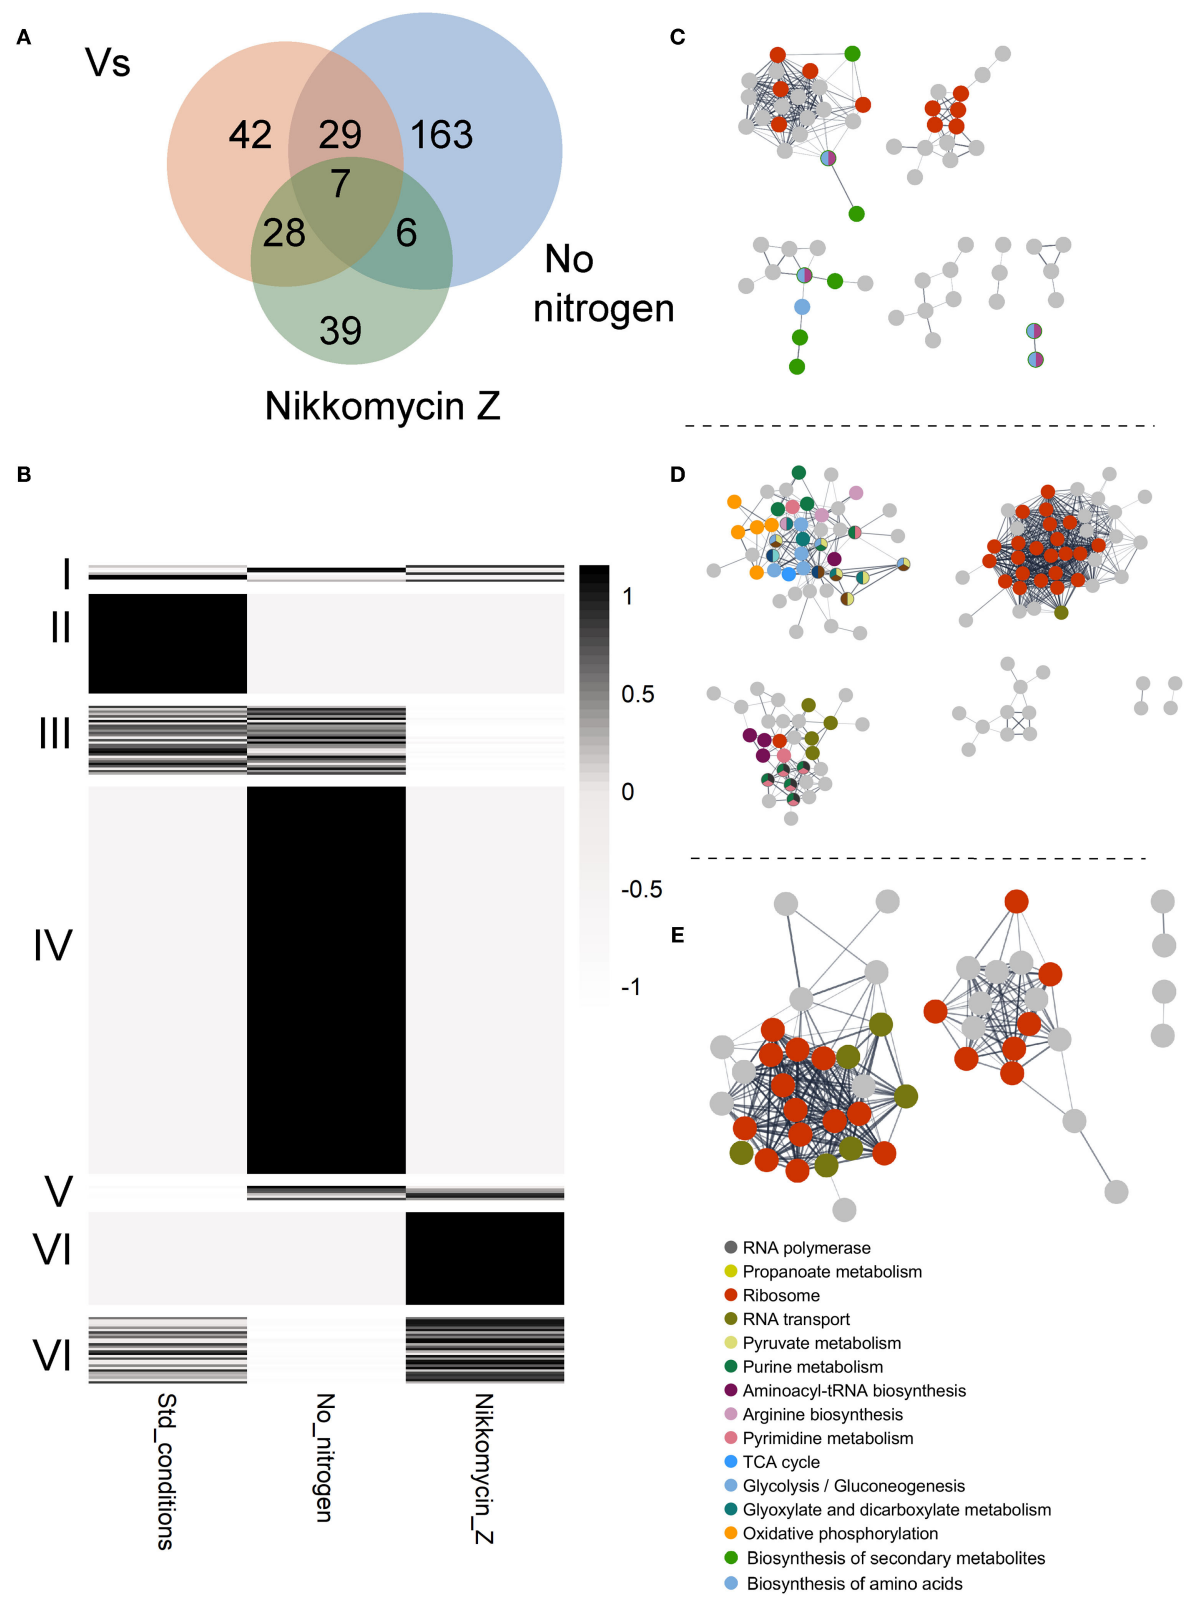 A
Vs
42
29
163
7
28
6
39
No
nitrogen
Nikkomycin Z
B
I
II
III
IV
V
VI
VI
1
0.5
0
-0.5
-1
Std_conditions
No_nitrogen
Nikkomycin_Z
C
D
E
RNA polymerase
Propanoate metabolism
Ribosome
RNA transport
Pyruvate metabolism
Purine metabolism
Aminoacyl-tRNA biosynthesis
Arginine biosynthesis
Pyrimidine metabolism
TCA cycle
Glycolysis / Gluconeogenesis
Glyoxylate and dicarboxylate metabolism
Oxidative phosphorylation
Biosynthesis of secondary metabolites
Biosynthesis of amino acids